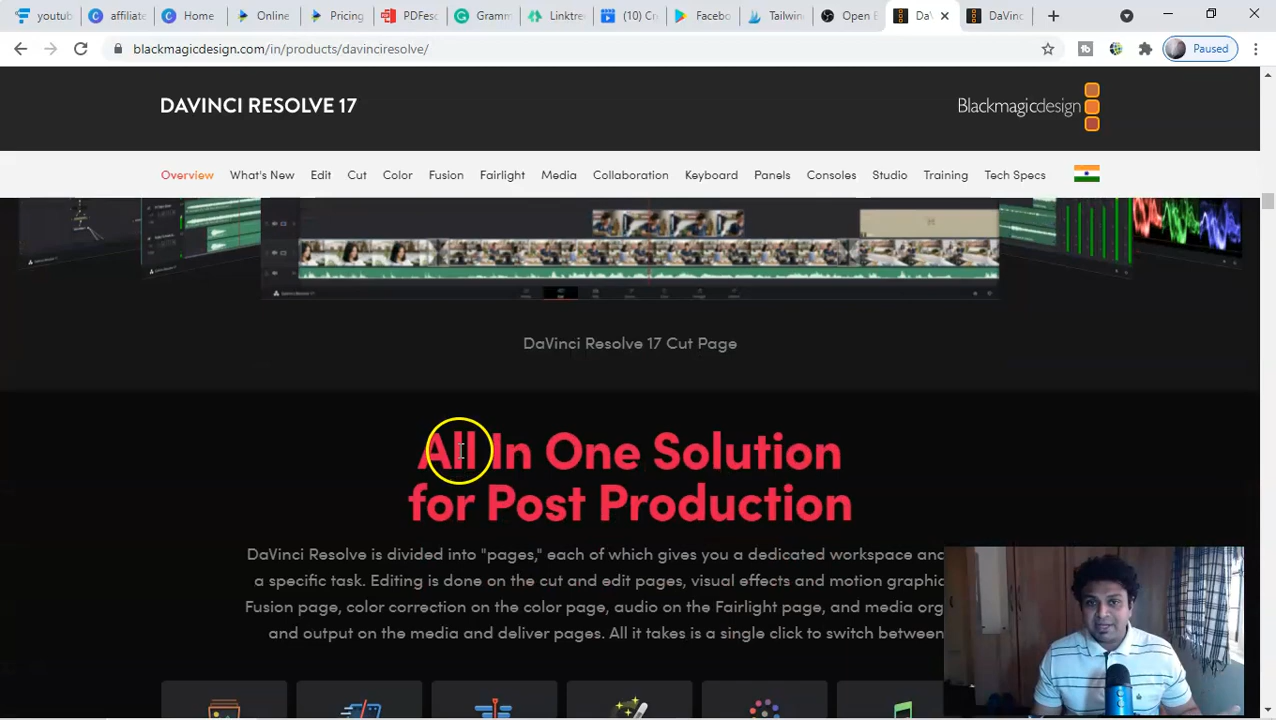 youtub
affiliate
Home
Online
Pricing
PDFesc
Gramm
Linktre
(10) Cr
Facebo
Tailwin
Open B
Da
DaVinc
blackmagicdesign.com/in/products/davinciresolve/
Paused
DAVINCI RESOLVE 17
Blackmagicdesign
Overview What's New Edit Cut Color Fusion Fairlight Media Collaboration Keyboard Panels Consoles Studio Training Tech Specs
DaVinci Resolve 17 Cut Page
All In One Solution
for Post Production
DaVinci Resolve is divided into "pages," each of which gives you a dedicated workspace and
a specific task. Editing is done on the cut and edit pages, visual effects and motion graphic
Fusion page, color correction on the color page, audio on the Fairlight page, and media org
and output on the media and deliver pages. All it takes is a single click to switch between